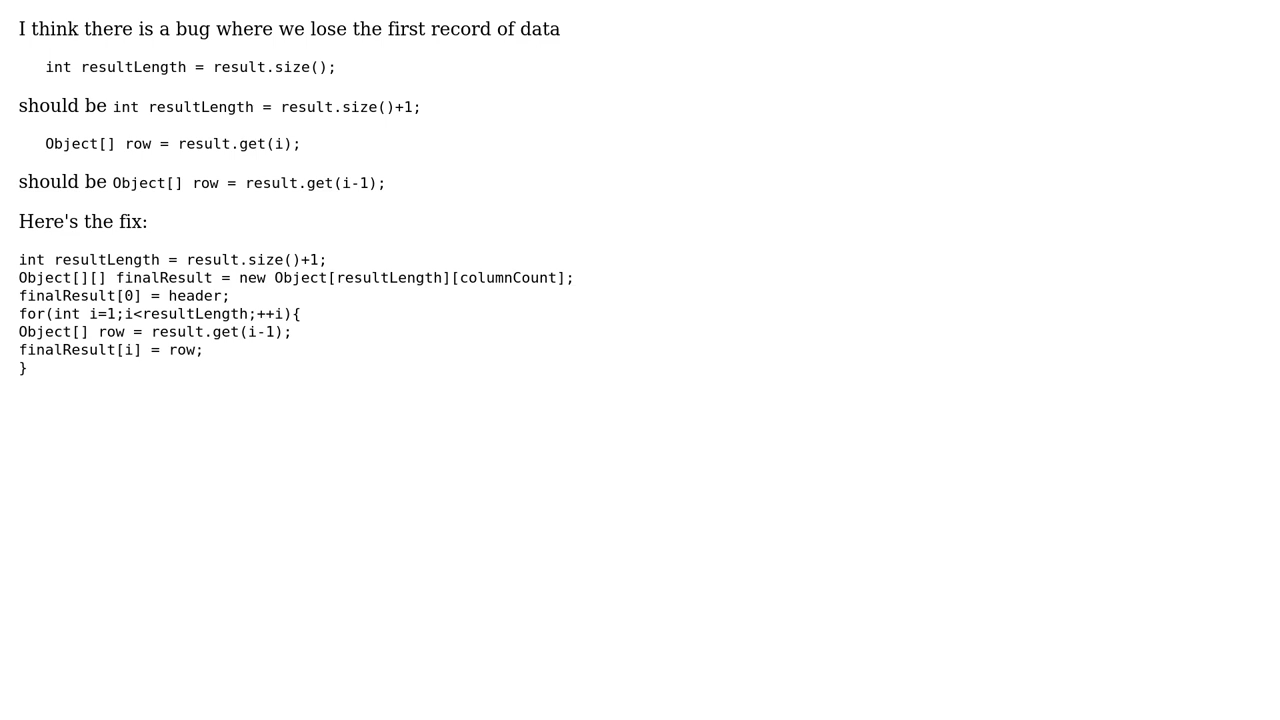 I think there is a bug where we lose the first record of data
int resultLength = result.size();
should be int resultLength = result.size()+1;
Object[] row = result.get(i);
should be Object[] row = result.get(i-1);
Here's the fix:
int resultLength = result.size()+1;
Object[][] finalResult = new Object[resultLength][columnCount];
finalResult[0] = header;
for(int i=1;i<resultLength;++i){
Object[] row = result.get(i-1);
finalResult[i] = row;
}